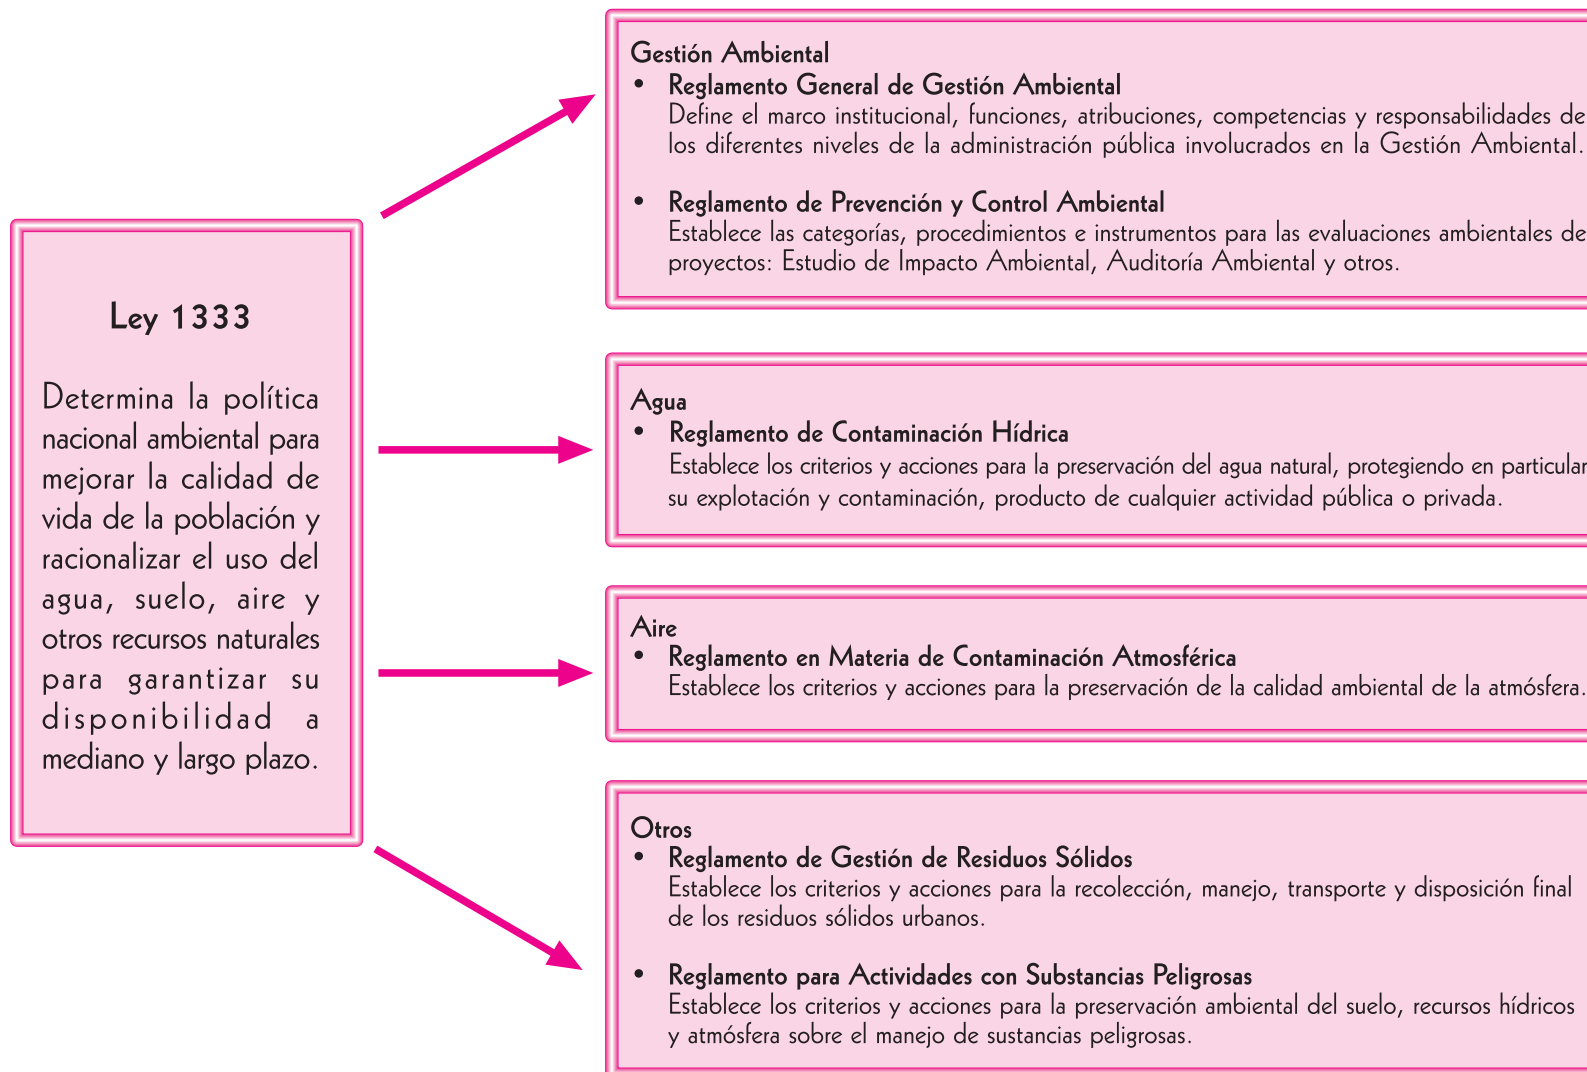 Ley 1333
Determina la política
nacional ambiental para
mejorar la calidad de
vida de la población y
racionalizar el uso del
agua, suelo, aire y
otros recursos naturales
para garantizar su
disponibilidad a
mediano y largo plazo.
Gestión Ambiental
• Reglamento General de Gestión Ambiental
Define el marco institucional, funciones, atribuciones, competencias y responsabilidades de
los diferentes niveles de la administración pública involucrados en la Gestión Ambiental.
• Reglamento de Prevención y Control Ambiental
Establece las categorías, procedimientos e instrumentos para las evaluaciones ambientales de
proyectos: Estudio de Impacto Ambiental, Auditoría Ambiental y otros.
Agua
• Reglamento de Contaminación Hídrica
Establece los criterios y acciones para la preservación del agua natural, protegiendo en particular
su explotación y contaminación, producto de cualquier actividad pública o privada.
Aire
• Reglamento en Materia de Contaminación Atmosférica
Establece los criterios y acciones para la preservación de la calidad ambiental de la atmósfera.
Otros
• Reglamento de Gestión de Residuos Sólidos
Establece los criterios y acciones para la recolección, manejo, transporte y disposición final
de los residuos sólidos urbanos.
• Reglamento para Actividades con Substancias Peligrosas
Establece los criterios y acciones para la preservación ambiental del suelo, recursos hídricos
y atmósfera sobre el manejo de sustancias peligrosas.